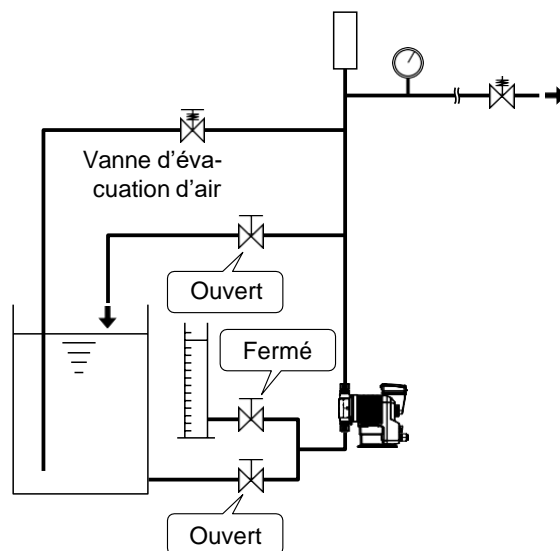 Vanne d’éva-
cuation d’air
Ouvert
Fermé
Ouvert